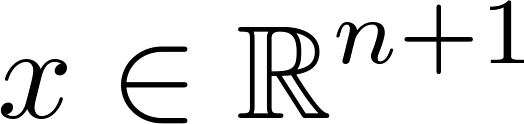 x ∈ ℝⁿ⁺¹